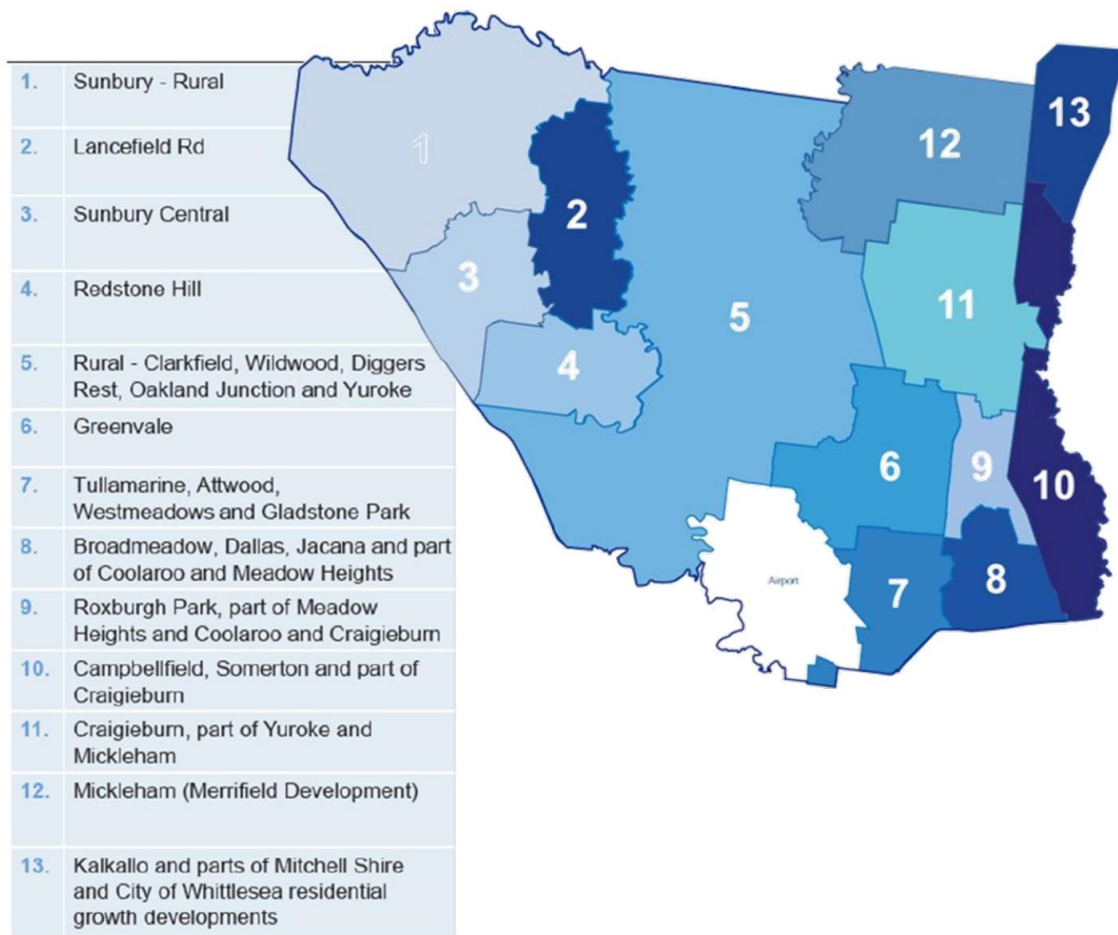 1. Sunbury - Rural
2. Lancefield Rd
3. Sunbury Central
4. Redstone Hill
5. Rural - Clarkfield, Wildwood, Diggers
Rest, Oakland Junction and Yuroke
6. Greenvale
7. Tullamarine, Attwood,
Westmeadows and Gladstone Park
8. Broadmeadow, Dallas, Jacana and part
of Coolaroo and Meadow Heights
9. Roxburgh Park, part of Meadow
Heights and Coolaroo and Craigieburn
10. Campbellfield, Somerton and part of
Craigieburn
11. Craigieburn, part of Yuroke and
Mickleham
12. Mickleham (Merrifield Development)
13. Kalkallo and parts of Mitchell Shire
and City of Whittlesea residential
growth developments
13
12
1
2
3
11
5
4
6
9
10
Airport
7
8